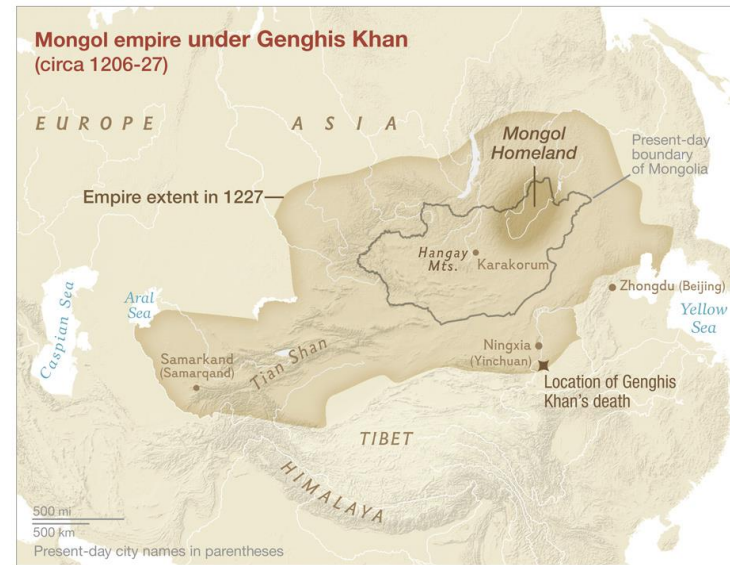 Mongol empire under Genghis Khan
(circa 1206-27)
EUROPE
ASIA
Mongol
Homeland
Present-day
boundary
of Mongolia
Empire extent in 1227
Hangay
Mts.
Karakorum
Zhongdu (Beijing)
Aral
Sea
Caspian Sea
Yellow
Sea
Samarkand
(Samarqand)
Tian Shan
Ningxia
(Yinchuan)
Location of Genghis
Khan's death
TIBET
HIMALAYA
500 mi
500 km
Present-day city names in parentheses